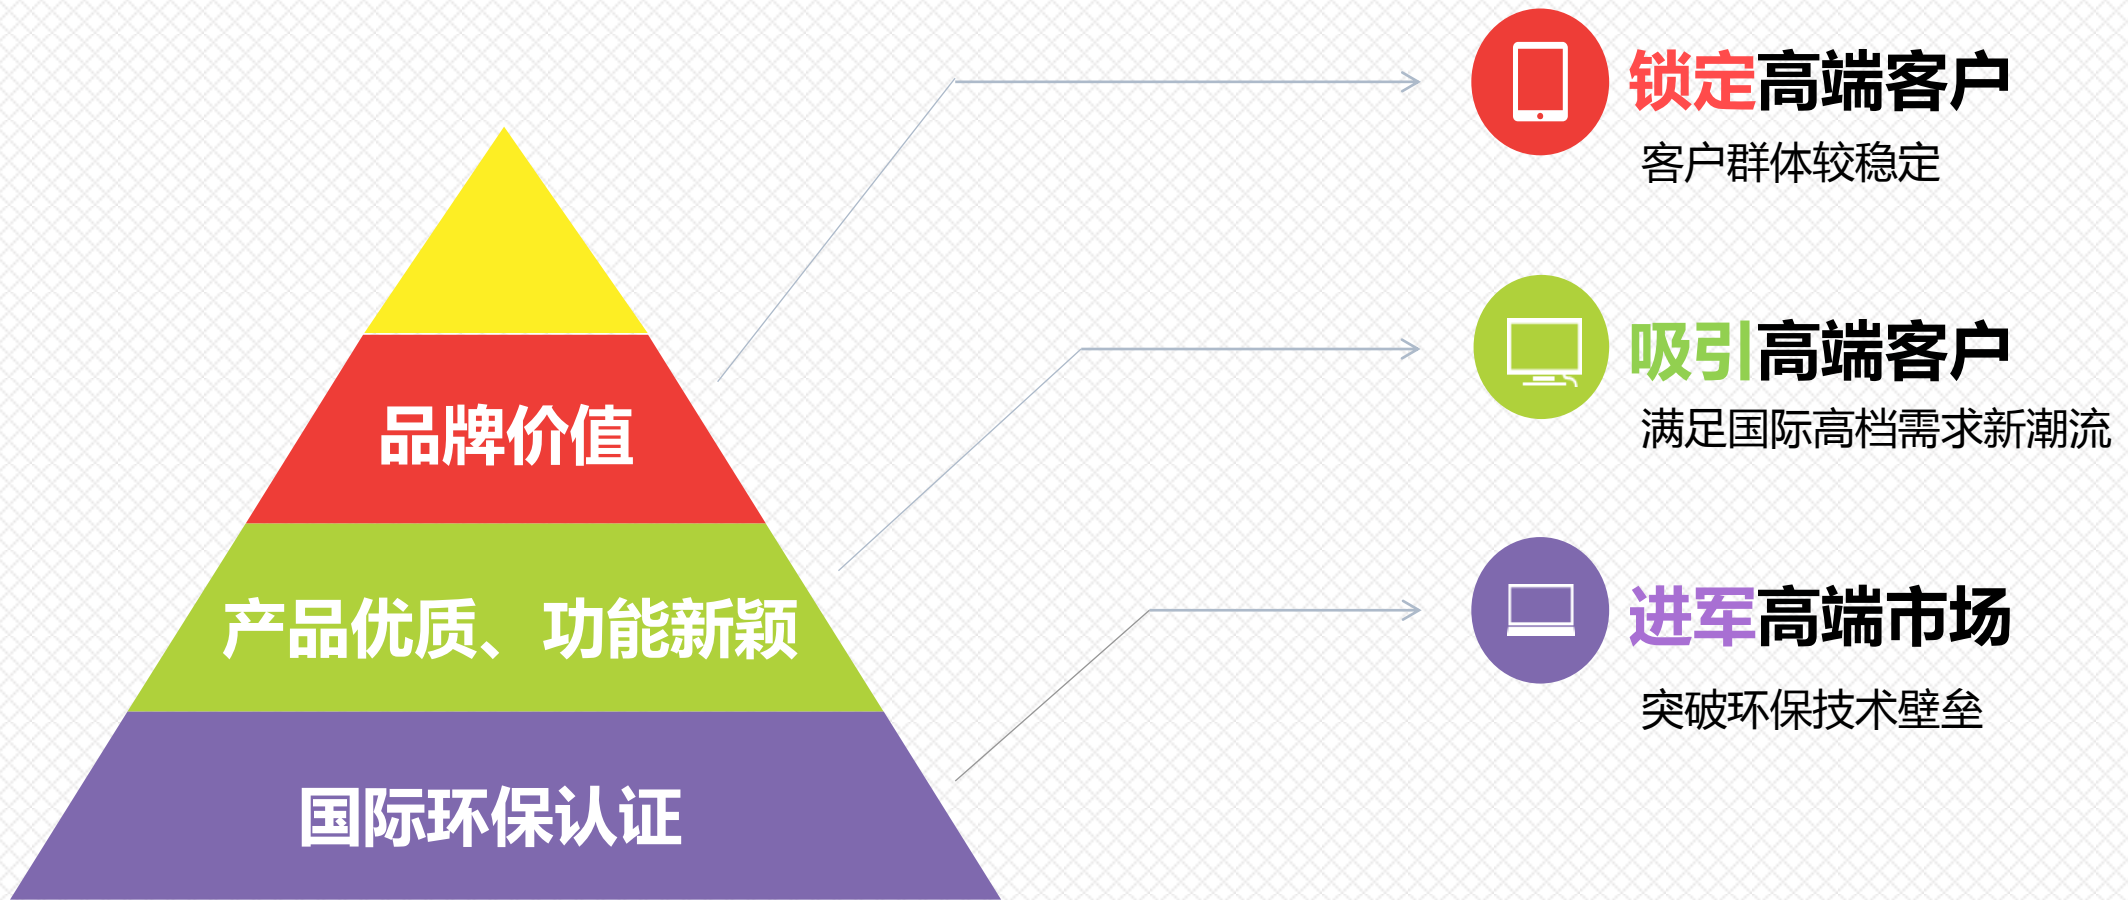 锁定高端客户
客户群体较稳定
品牌价值
吸引高端客户
满足国际高档需求新潮流
产品优质、功能新颖
进军高端市场
突破环保技术壁垒
国际环保认证